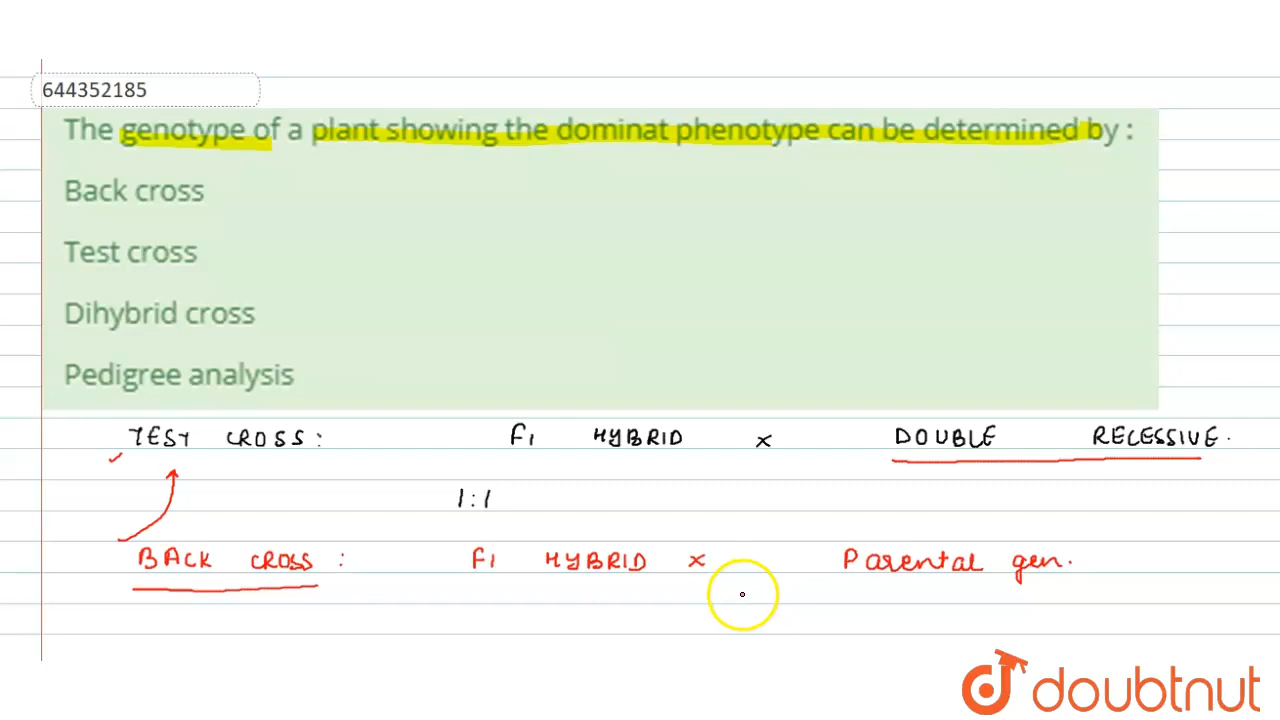 644352185
The genotype of a plant showing the dominat phenotype can be determined by :
Back cross
Test cross
Dihybrid cross
Pedigree analysis
TEST CROSS : F1 HYBRID x DOUBLE RECESSIVE.
1:1
BACK CROSS : F1 HYBRID x Parental gen.
doubtnut